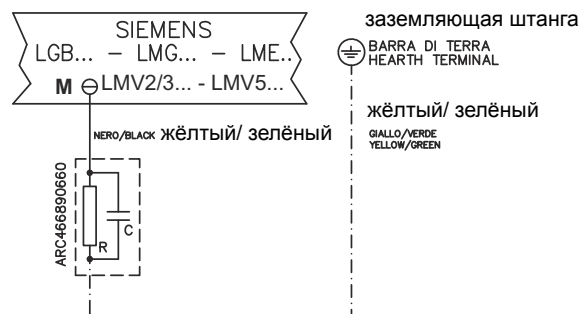 SIEMENS
LGB... – LMG... – LME..
M LMV2/3... - LMV5...
заземляющая штанга
BARRA DI TERRA
HEARTH TERMINAL
NERO/BLACK жёлтый/ зелёный
жёлтый/ зелёный
GIALLO/VERDE
YELLOW/GREEN
ARC466890660
C
R